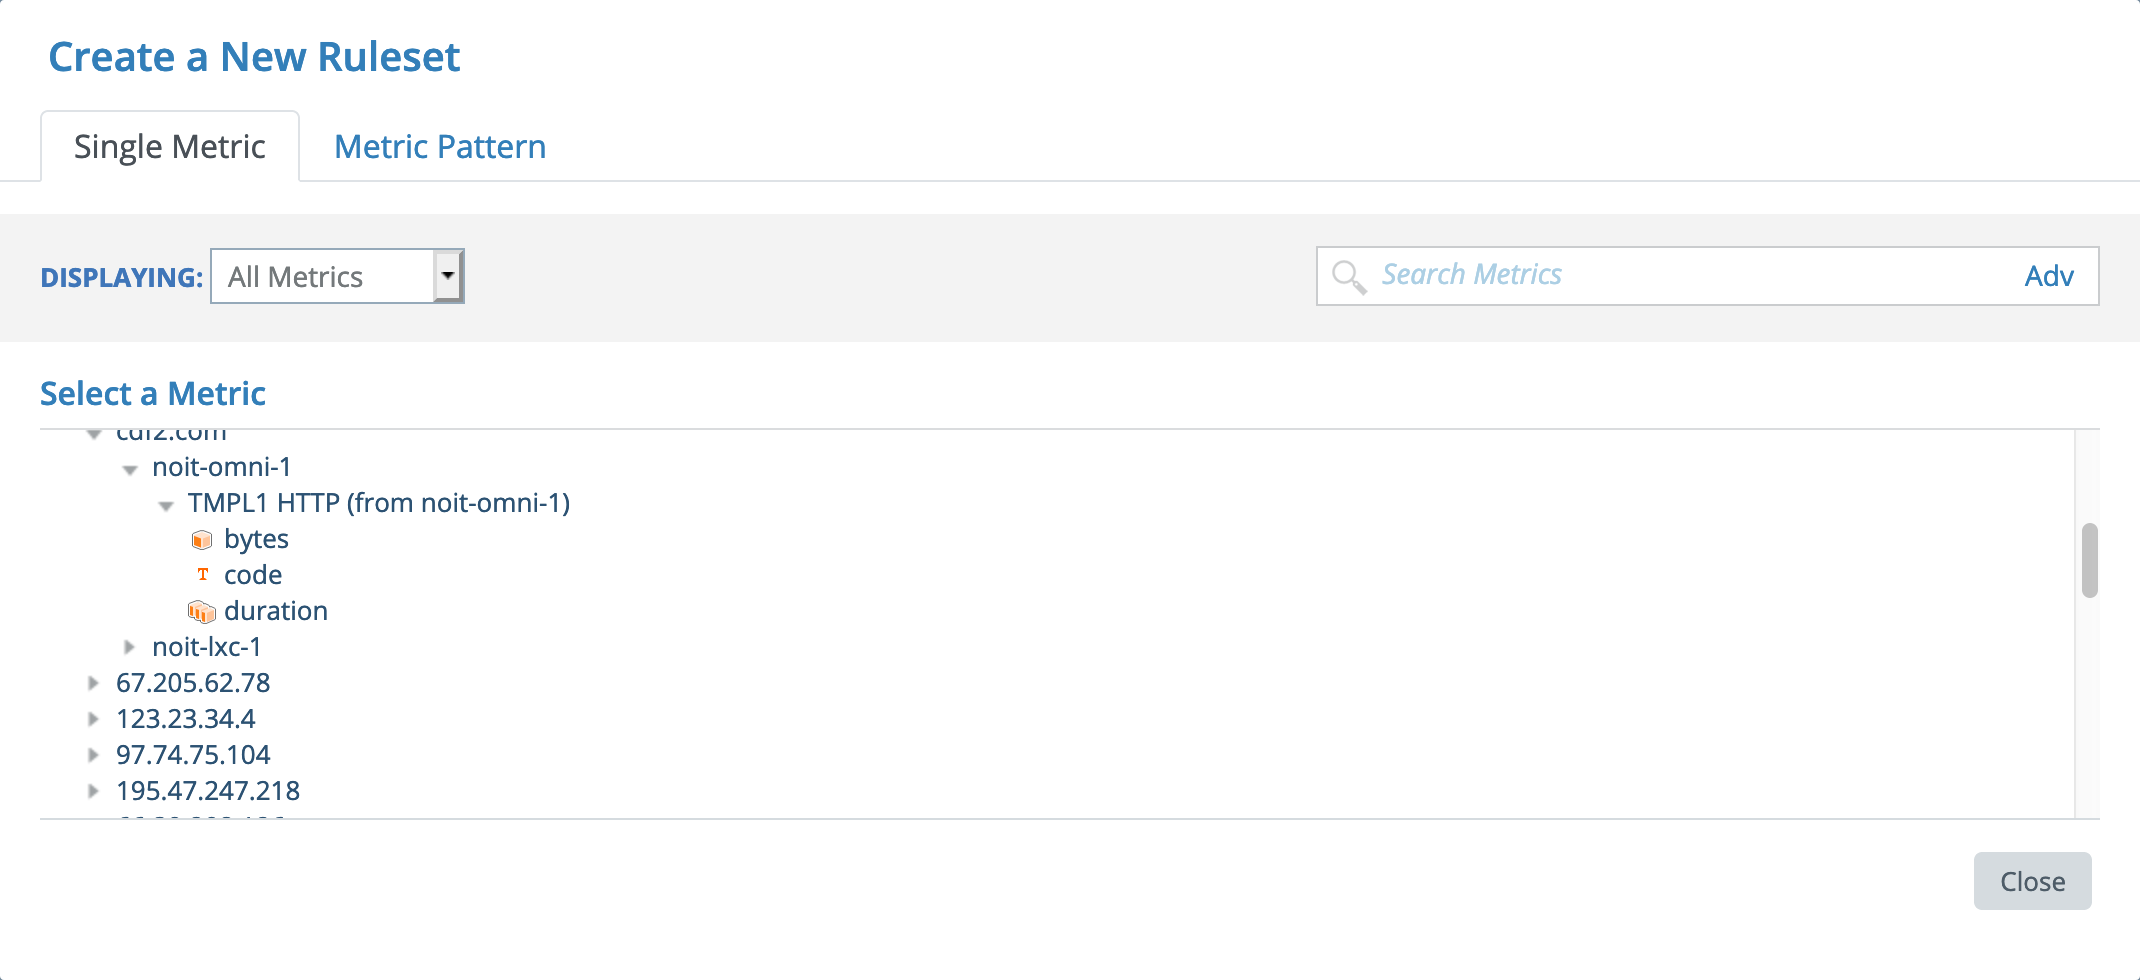 Create a New Ruleset
Single Metric
Metric Pattern
DISPLAYING: All Metrics
Search Metrics
Adv
Select a Metric
noit-omni-1
TMPL1 HTTP (from noit-omni-1)
bytes
T code
duration
noit-lxc-1
67.205.62.78
123.23.34.4
97.74.75.104
195.47.247.218
Close